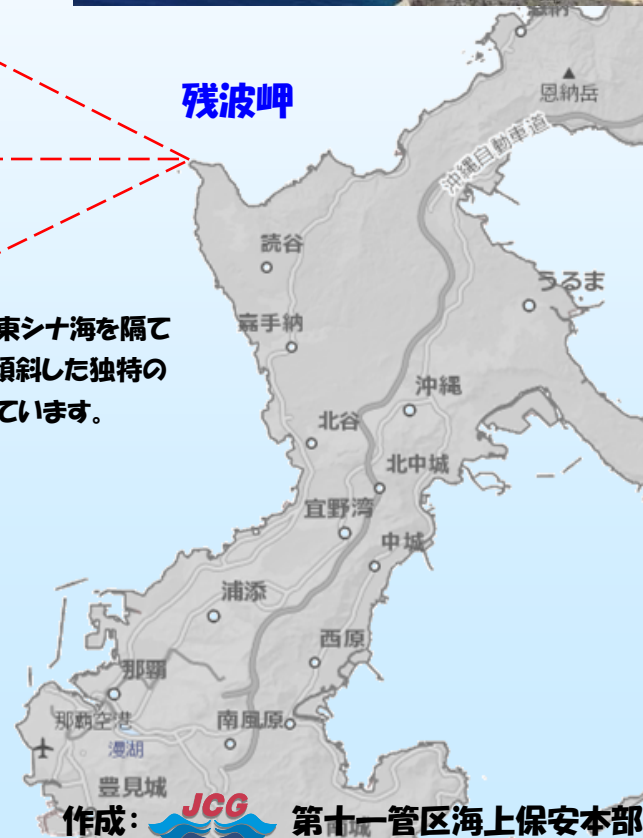 恩納
恩納岳
残波岬
沖縄自動車道
読谷
うるま
東シナ海を隔て
嘉手納
傾斜した独特の
沖縄
ています。
北谷
北中城
宜野湾
中城
浦添
西原
那覇
那覇空港
南風原
漫湖
豊見城
作成: JCG 第十一管区海上保安本部
南城